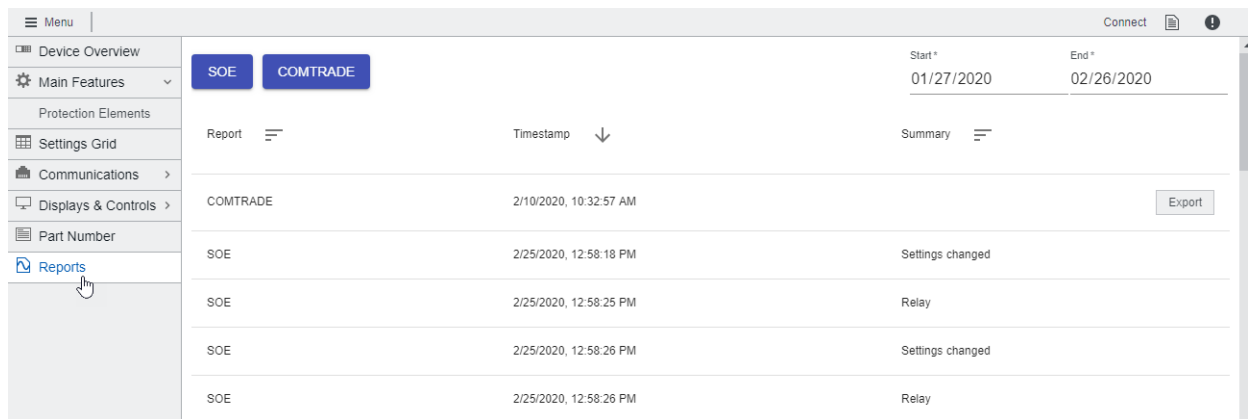 Menu
Connect
Device Overview
Main Features
Protection Elements
Settings Grid
Communications
Displays & Controls
Part Number
Reports
SOE COMTRADE
Start * End *
01/27/2020 02/26/2020
Report Timestamp Summary
COMTRADE 2/10/2020, 10:32:57 AM Export
SOE 2/25/2020, 12:58:18 PM Settings changed
SOE 2/25/2020, 12:58:25 PM Relay
SOE 2/25/2020, 12:58:26 PM Settings changed
SOE 2/25/2020, 12:58:26 PM Relay